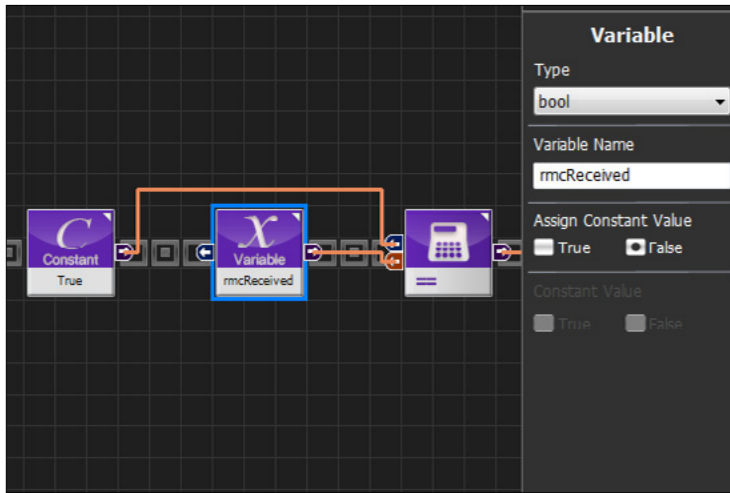 C
Constant
True
X
Variable
rmcReceived
==
Variable
Type
bool
Variable Name
rmcReceived
Assign Constant Value
True False
Constant Value
True False